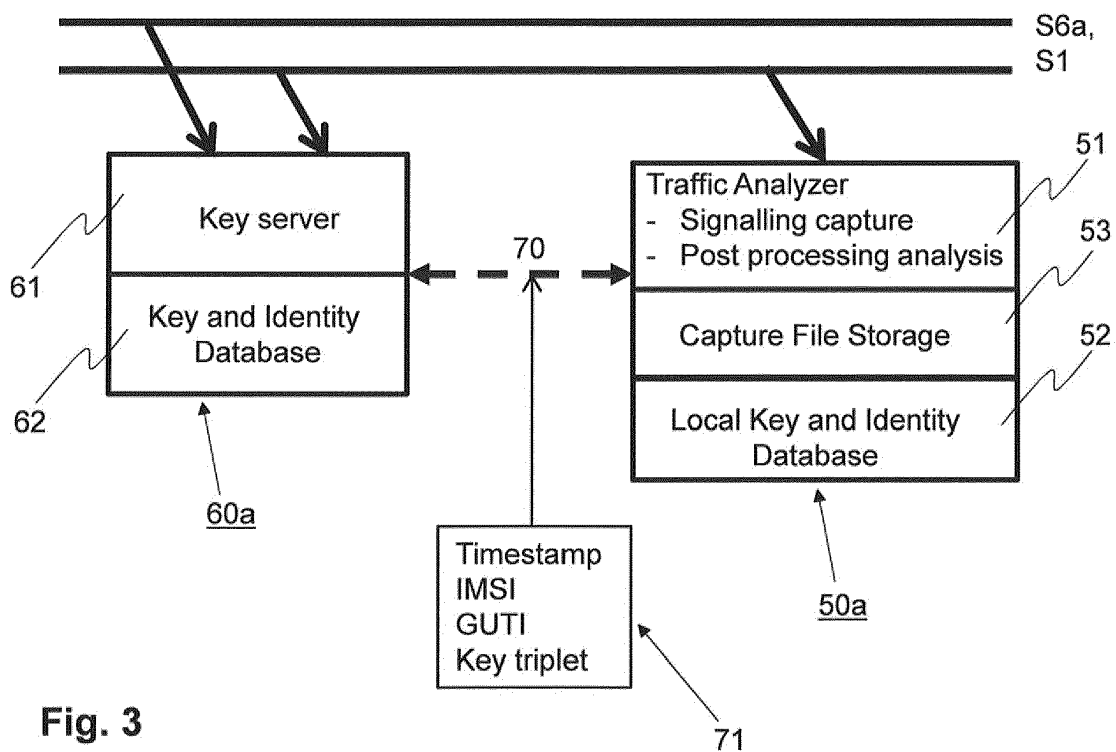 S6a,
S1
51
Traffic Analyzer
- Signalling capture
- Post processing analysis
53
Key server
70
61
Key and Identity
Database
Capture File Storage
52
62
Local Key and Identity
Database
60a
50a
Timestamp
IMSI
GUTI
Key triplet
71
Fig. 3